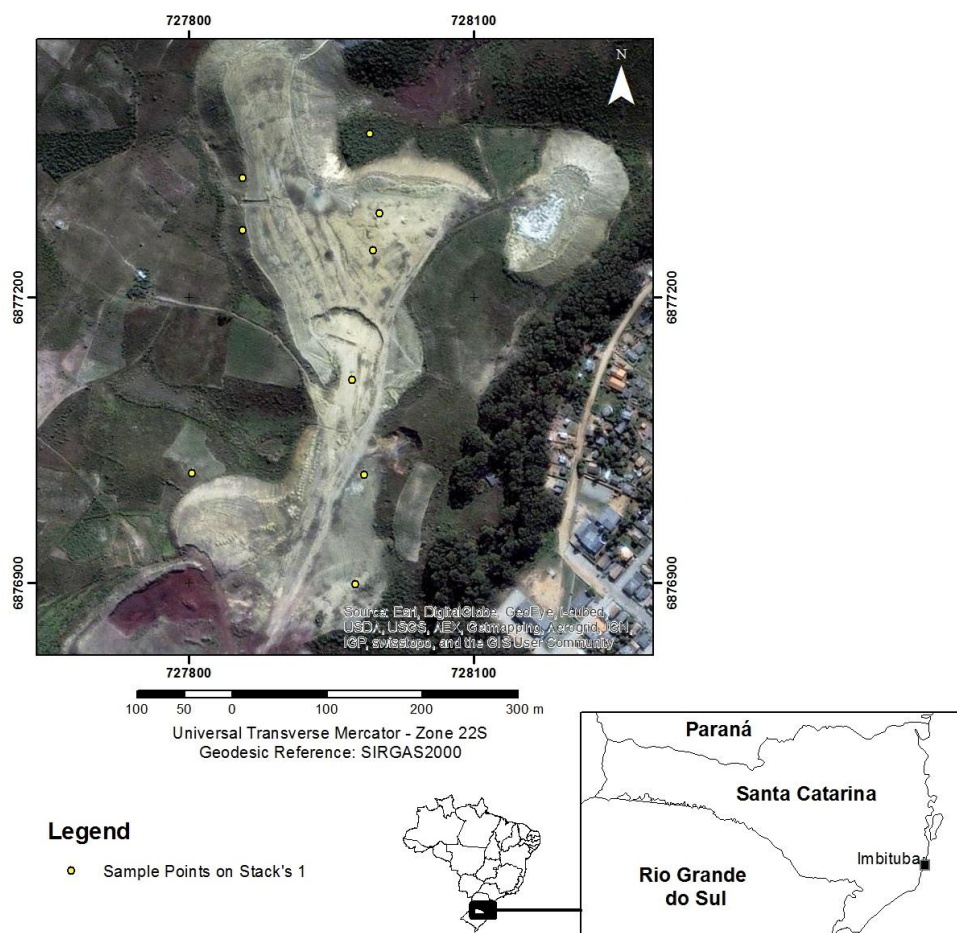 727800
728100
N
6877200
6877200
6876900
6876900
Source: Esri, DigitalGlobe, GeoEye, i-cubed,
USDA, USGS, AEX, Getmapping, Aerogrid, IGN,
IGP, swisstopo, and the GIS User Community
727800
728100
100 50 0 100 200 300 m
Universal Transverse Mercator - Zone 22S
Geodesic Reference: SIRGAS2000
Legend
Sample Points on Stack's 1
Paraná
Santa Catarina
Imbituba
Rio Grande
do Sul